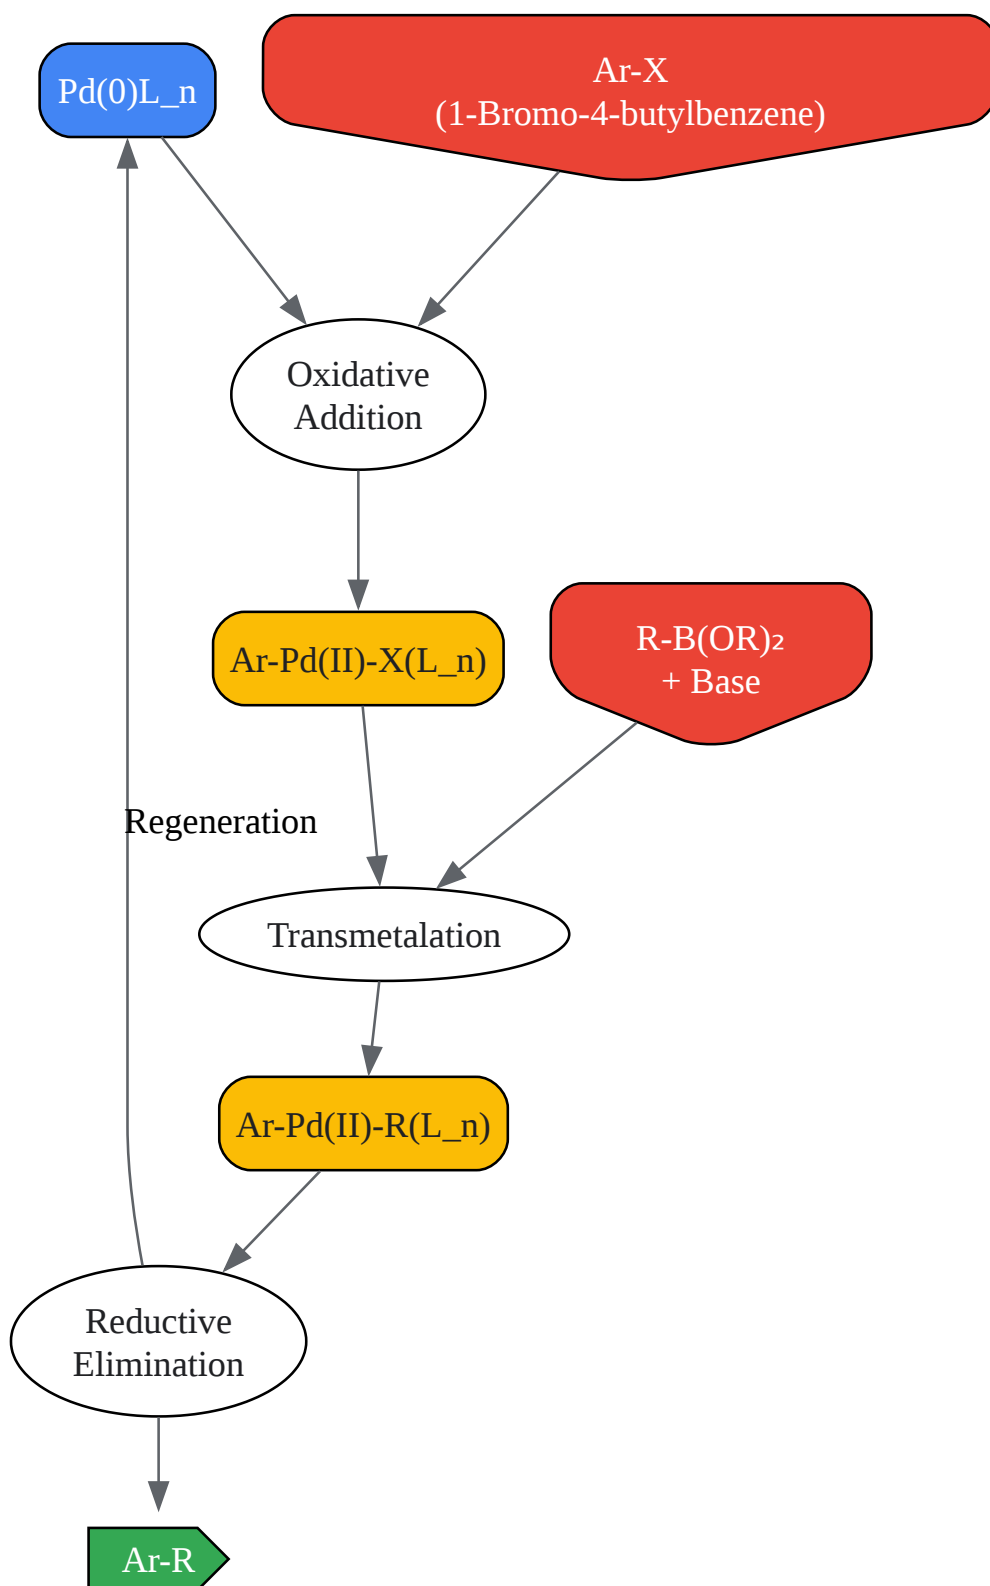 Pd(0)L_n
Ar-X
(1-Bromo-4-butylbenzene)
Oxidative
Addition
Ar-Pd(II)-X(L_n)
R-B(OR)₂
+ Base
Regeneration
Transmetalation
Ar-Pd(II)-R(L_n)
Reductive
Elimination
Ar-R